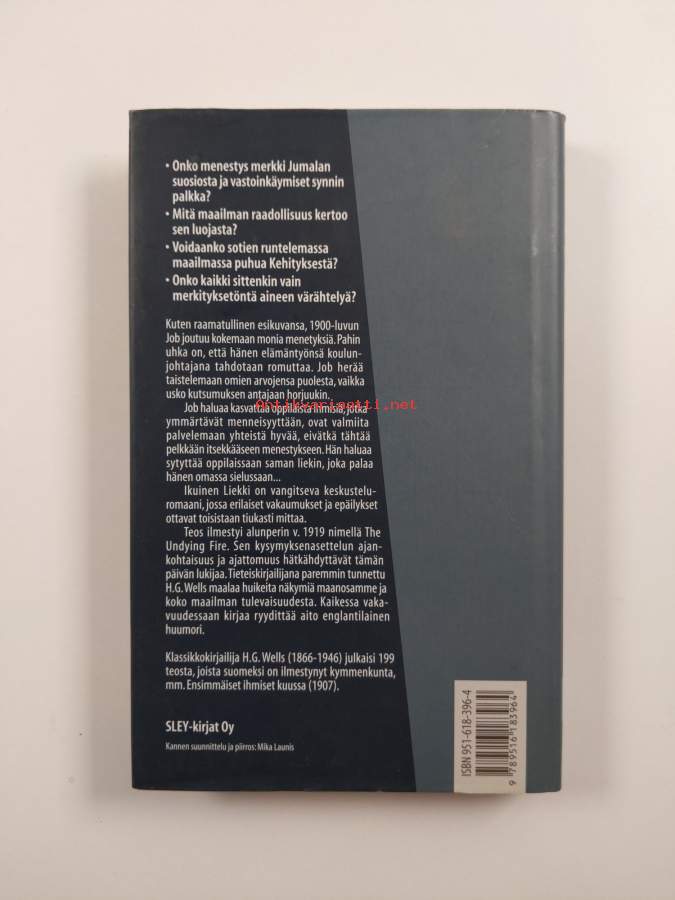 • Onko menestys merkki Jumalan
suosiosta ja vastoinkäymiset synnin
palkka?
• Mitä maailman raadollisuus kertoo
sen luojasta?
• Voidaanko sotien runtelemassa
maailmassa puhua Kehityksestä?
• Onko kaikki sittenkin vain
merkityksetöntä aineen värähtelyä?
Kuten raamatullinen esikuvansa, 1900-luvun
Job joutuu kokemaan monia menetyksiä. Pahin
uhka on, että hänen elämäntyönsä koulun-
johtajana tahdotaan romuttaa. Job herää
taistelemaan omien arvojensa puolesta, vaikka
usko kutsumuksen antajaan horjuukin.
Antikvariaatti.net
Job haluaa kasvattaa oppilaista ihmisiä, jotka
ymmärtävät menneisyyttään, ovat valmiita
palvelemaan yhteistä hyvää, eivätkä tähtää
pelkkään itsekkääseen menestykseen. Hän haluaa
sytyttää oppilaissaan saman liekin, joka palaa
hänen omassa sielussaan...
Ikuinen Liekki on vangitseva keskustelu-
romaani, jossa erilaiset vakaumukset ja epäilykset
ottavat toisistaan tiukasti mittaa.
Teos ilmestyi alunperin v. 1919 nimellä The
Undying Fire. Sen kysymyksenasettelun ajan-
kohtaisuus ja ajattomuus hätkähdyttävät tämän
päivän lukijaa. Tieteiskirjailijana paremmin tunnettu
H.G. Wells maalaa huikeita näkymiä maanosamme ja
koko maailman tulevaisuudesta. Kaikessa vaka-
vuudessaan kirjaa ryydittää aito englantilainen
huumori.
Klassikkokirjailija H.G. Wells (1866-1946) julkaisi 199
teosta, joista suomeksi on ilmestynyt kymmenkunta,
mm. Ensimmäiset ihmiset kuussa (1907).
SLEY-kirjat Oy
Kannen suunnittelu ja piirros: Mika Launis
ISBN 951-618-396-4
9 789516 183964